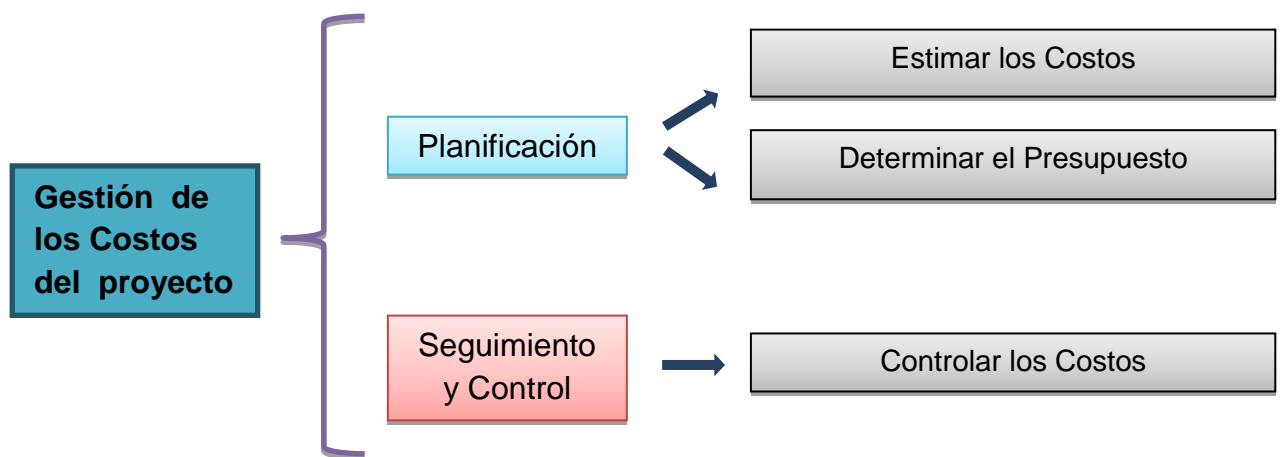 Gestión de
los Costos
del proyecto
Planificación
Estimar los Costos
Determinar el Presupuesto
Seguimiento
y Control
Controlar los Costos